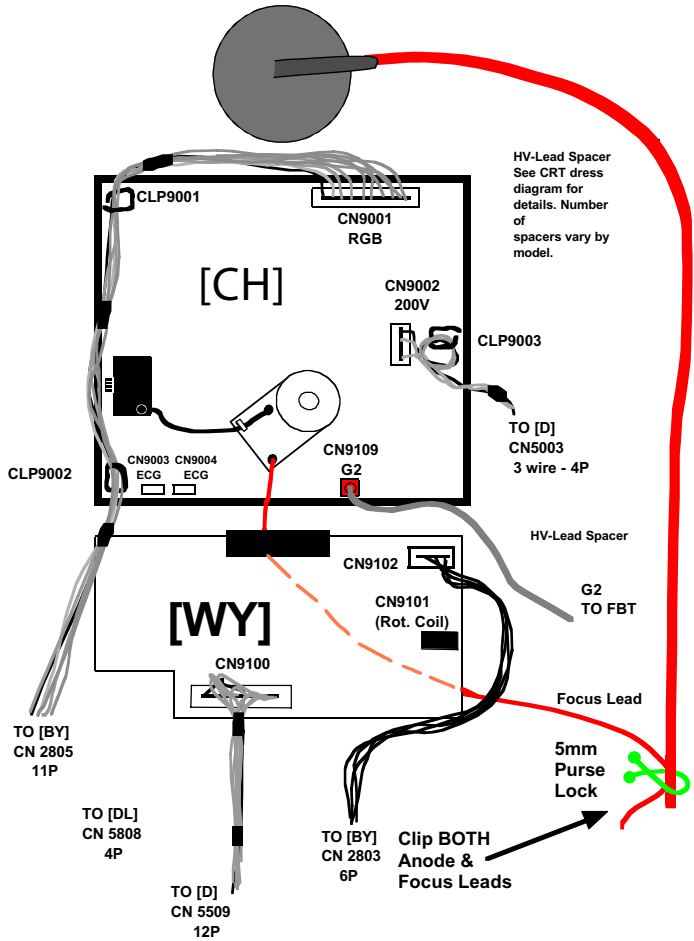 HV-Lead Spacer
See CRT dress
diagram for
details. Number
of
spacers vary by
model.
CLP9001
CN9001
RGB
[CH]
CN9002
200V
CLP9003
TO [D]
CN5003
3 wire - 4P
CN9109
G2
CLP9002
CN9003
ECG
CN9004
ECG
HV-Lead Spacer
CN9102
G2
TO FBT
CN9101
(Rot. Coil)
[WY]
CN9100
Focus Lead
TO [BY]
CN 2805
11P
5mm
Purse
Lock
TO [DL]
CN 5808
4P
TO [BY]
CN 2803
6P
Clip BOTH
Anode &
Focus Leads
TO [D]
CN 5509
12P